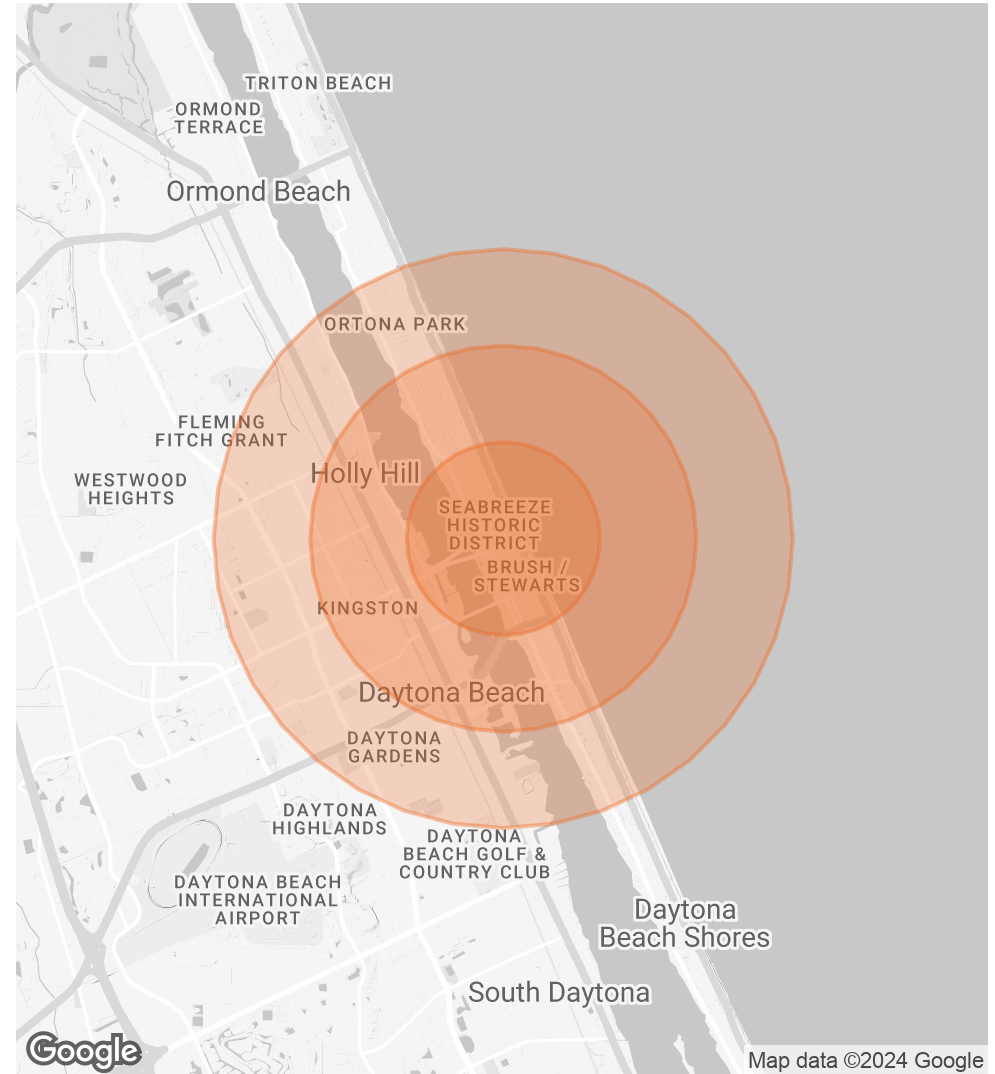 TRITON BEACH
ORMOND
TERRACE
Ormond Beach
ORTONA PARK
FLEMING
FITCH GRANT
Holly Hill
WESTWOOD
HEIGHTS
SEABREEZE
HISTORIC
DISTRICT
BRUSH /
STEWARTS
KINGSTON
Daytona Beach
DAYTONA
GARDENS
DAYTONA
HIGHLANDS
DAYTONA
BEACH GOLF &
COUNTRY CLUB
DAYTONA BEACH
INTERNATIONAL
AIRPORT
Daytona
Beach Shores
South Daytona
Google
Map data ©2024 Google